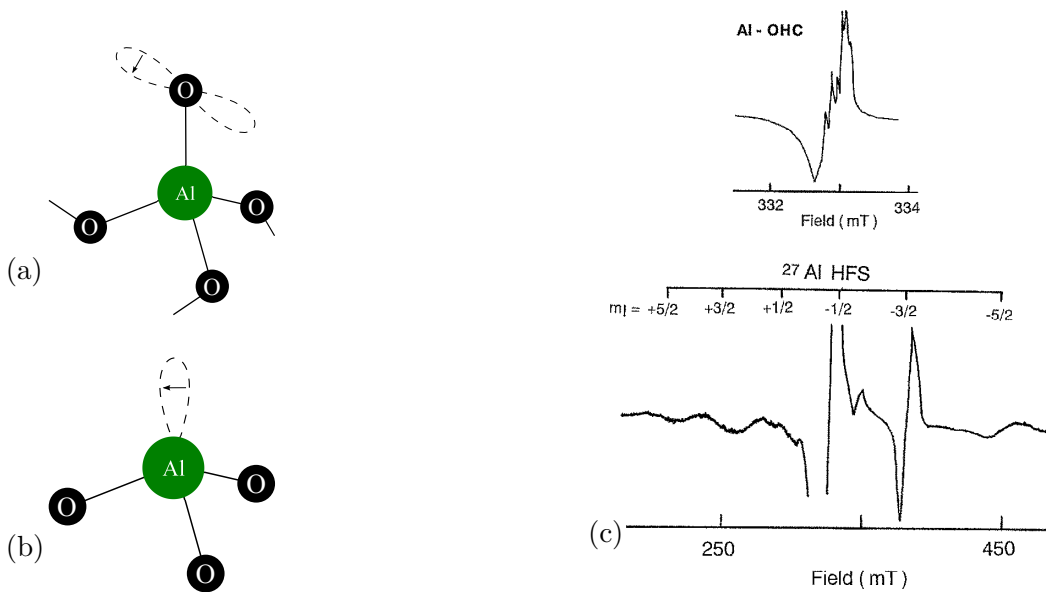 O
Al
O
O
O
(a)
Al
O
O
O
(b)
Al - OHC
332
334
Field ( mT )
27 Al HFS
mI = +5/2 +3/2 +1/2 -1/2 -3/2 -5/2
(c)
250
450
Field ( mT )